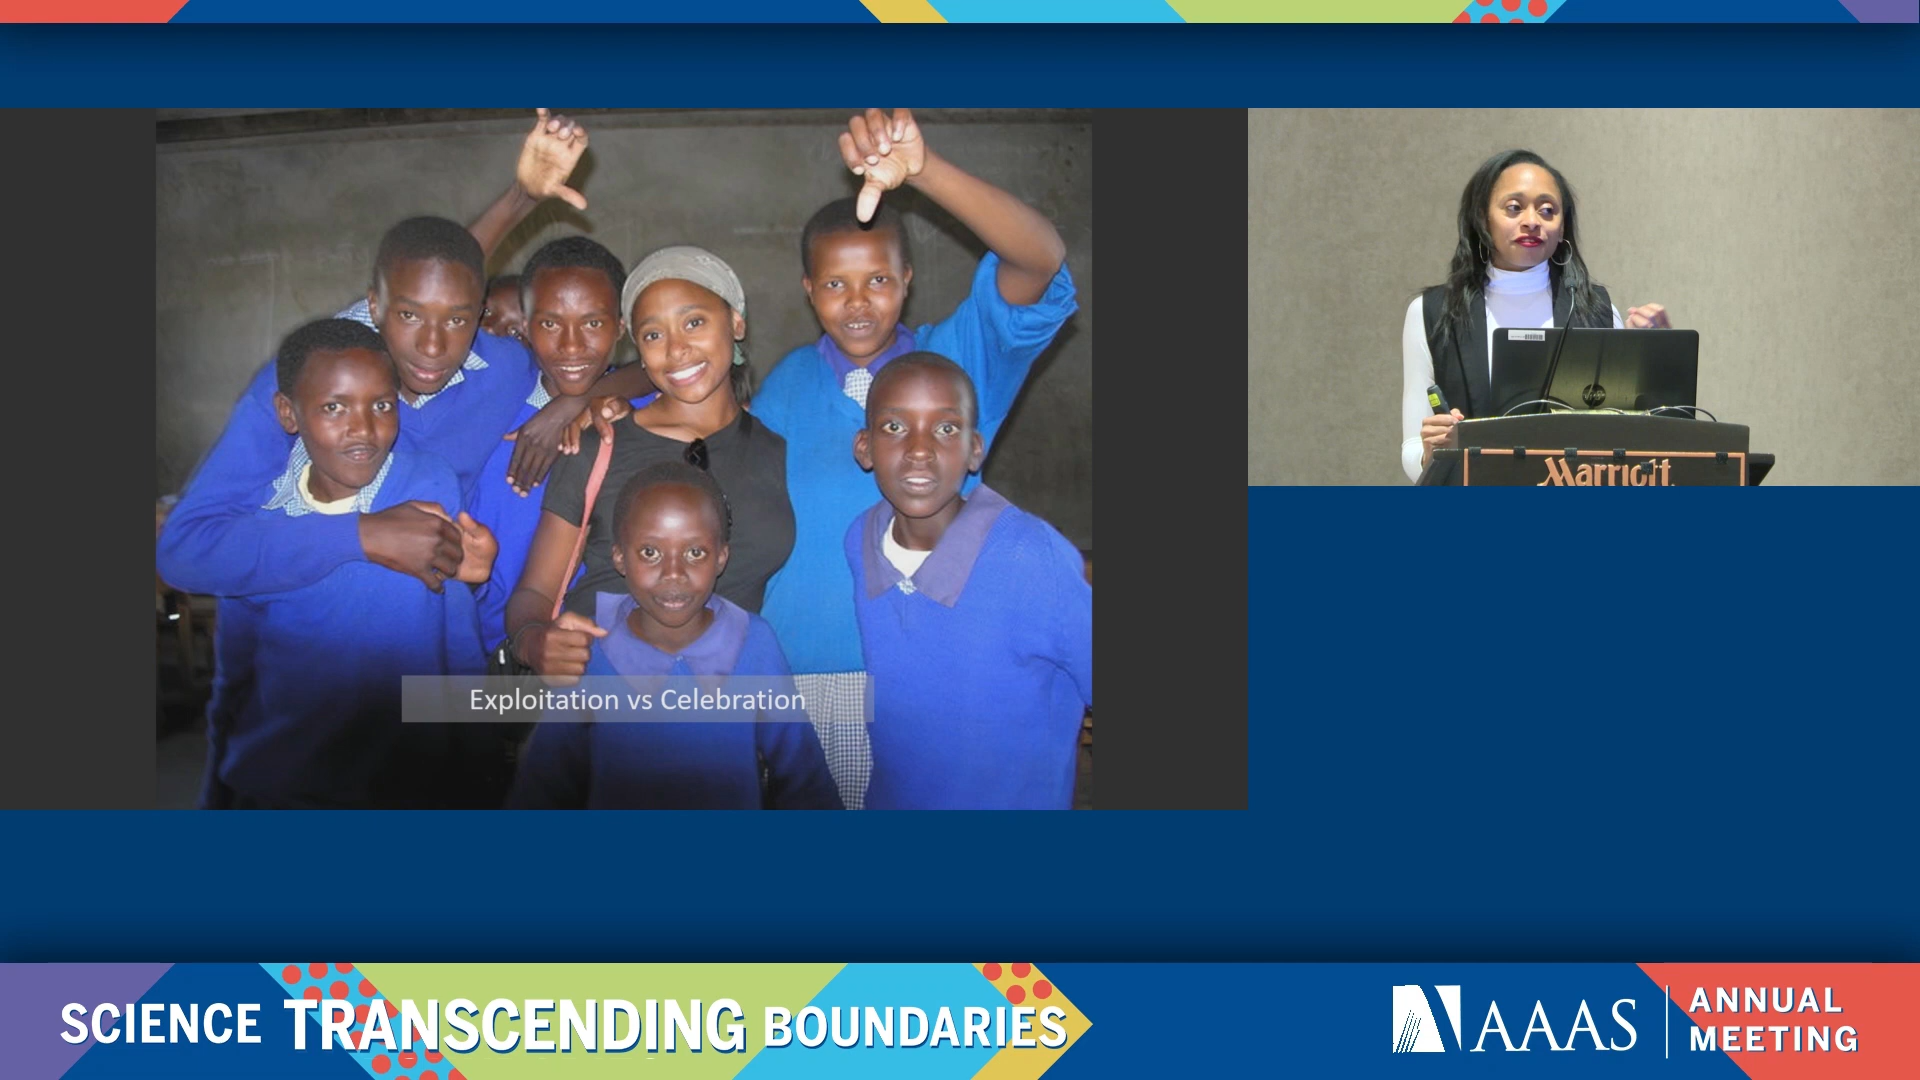 Exploitation vs Celebration
Marriott
SCIENCE TRANSCENDING BOUNDARIES
AAAS
ANNUAL
MEETING